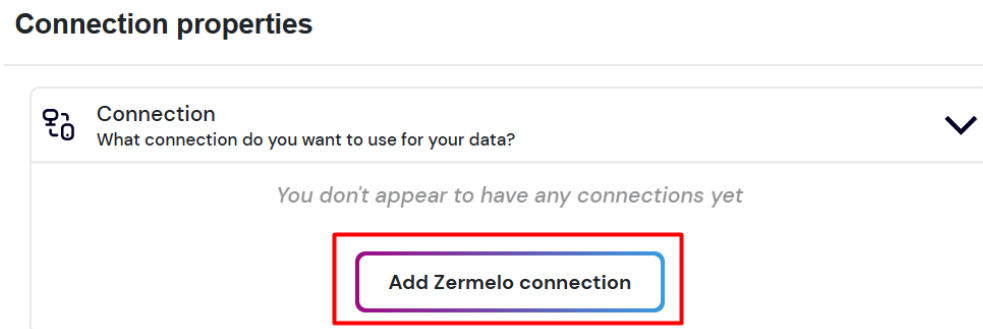 Connection properties
Connection
What connection do you want to use for your data?
You don't appear to have any connections yet
Add Zermelo connection